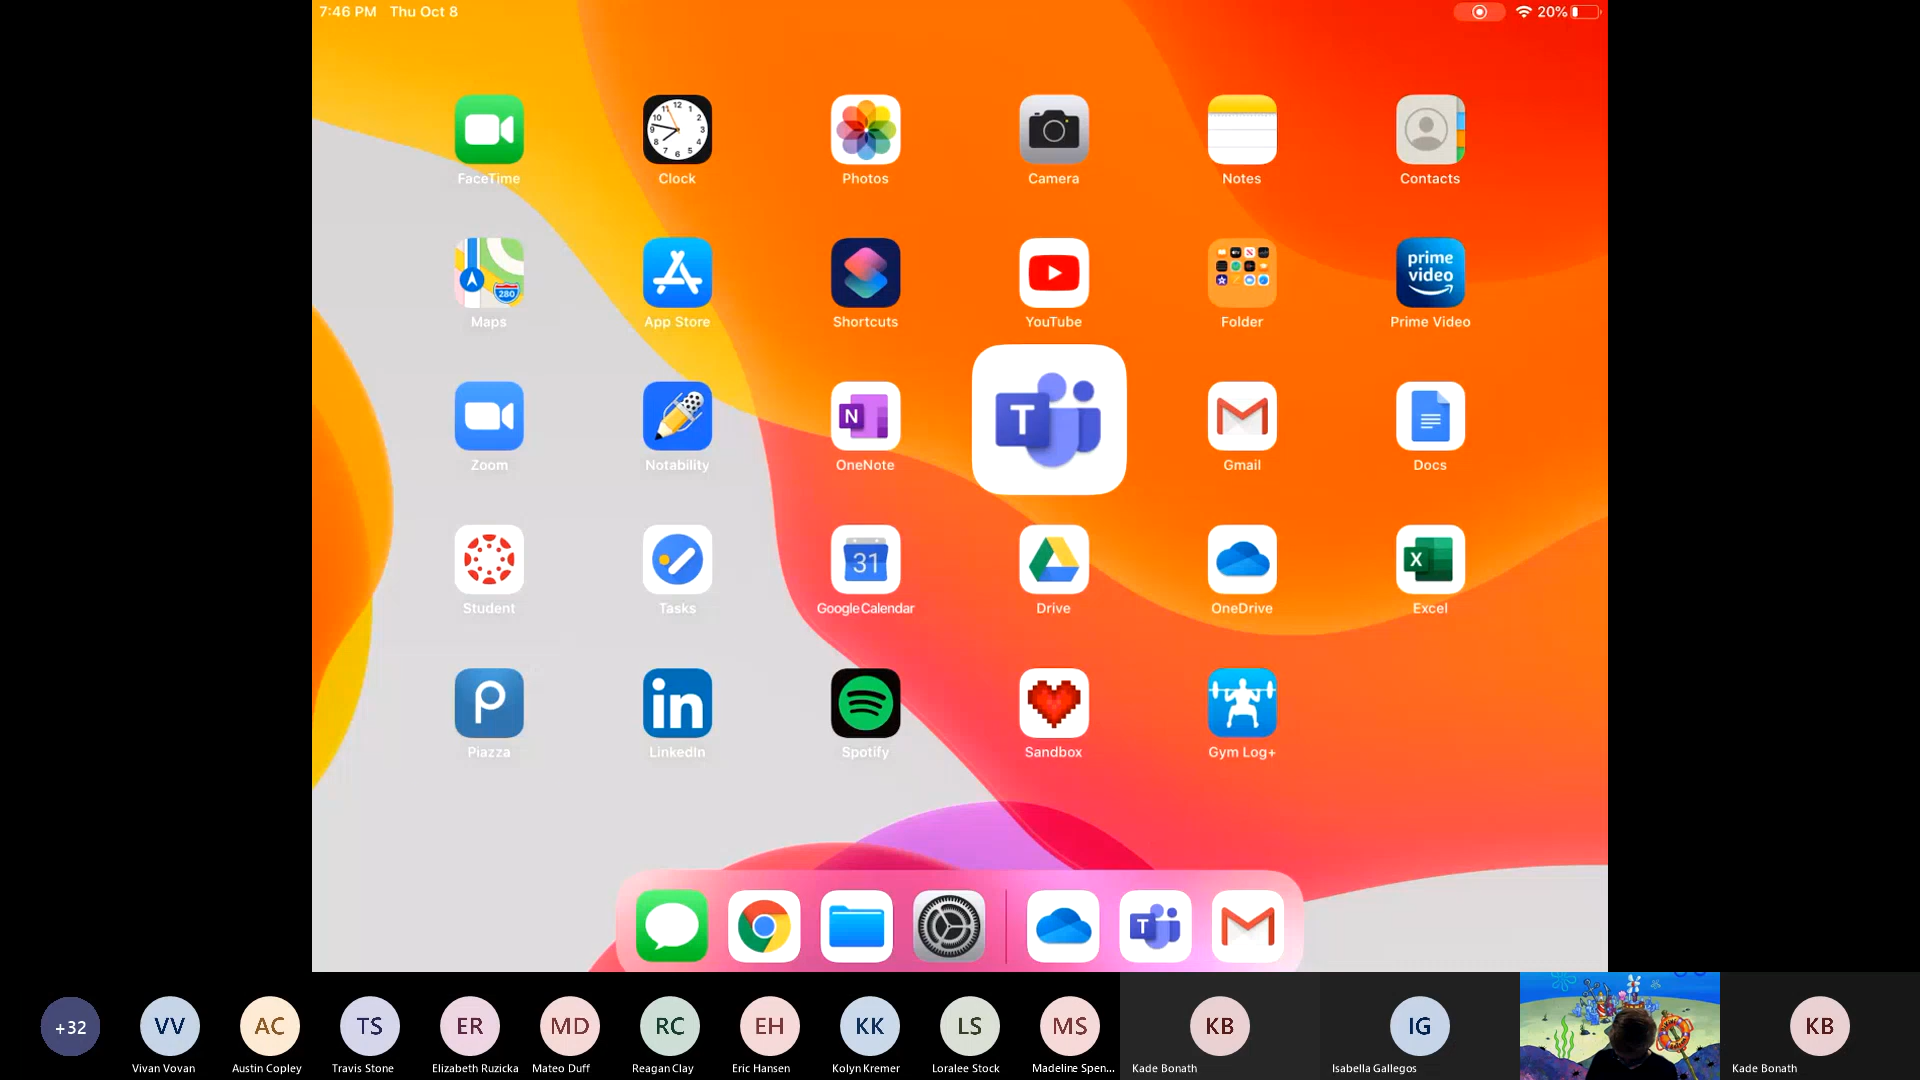 7:46 PM Thu Oct 8
20%
FaceTime Clock Photos Camera Notes Contacts
280
prime video
Maps App Store Shortcuts YouTube Folder Prime Video
N T
Zoom Notability OneNote Gmail Docs
31 X
Student Tasks Google Calendar Drive OneDrive Excel
P in
Piazza LinkedIn Spotify Sandbox Gym Log+
T
+32 VV AC TS ER MD RC EH KK LS MS KB IG KB
Vivan Vovan Austin Copley Travis Stone Elizabeth Ruzicka Mateo Duff Reagan Clay Eric Hansen Kolyn Kremer Loralee Stock Madeline Spen... Kade Bonath Isabella Gallegos Kade Bonath